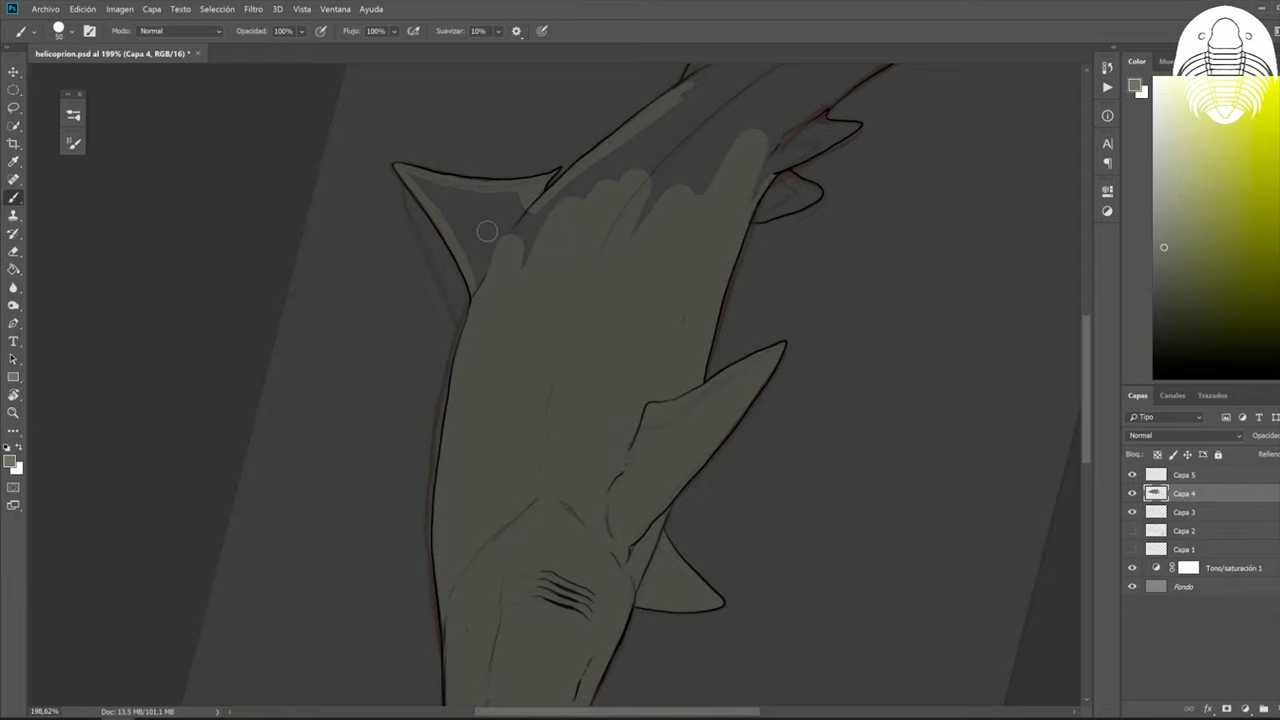 Archivo Edición Imagen Capa Texto Selección Filtro 3D Vista Ventana Ayuda
50 Modo: Normal Opacidad: 100% Flujo: 100% Suavizar: 10%
helicoprion.psd al 199% (Capa 4, RGB/16) *
Color
Capas Canales Trazados
Tipo
Normal Opacidad
Bloq.: Relleno
Capa 5
Capa 4
Capa 3
Capa 2
Capa 1
Tono/saturación 1
Fondo
198,62% Doc: 13,5 MB/101,1 MB